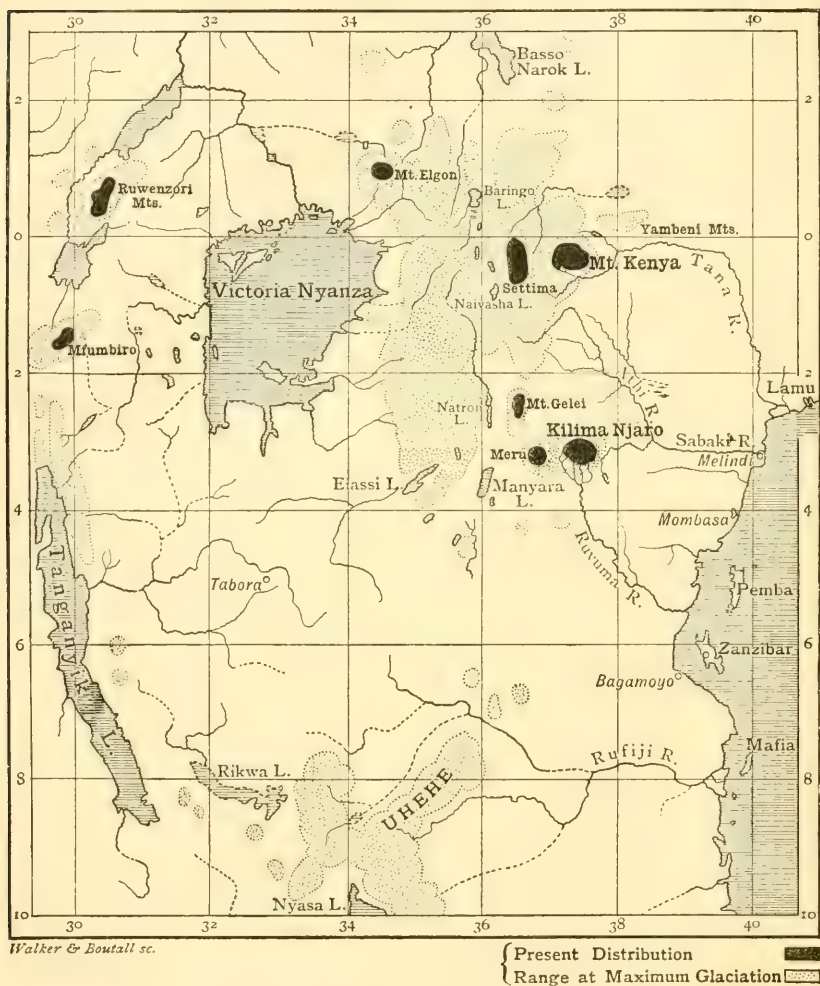 30 32 34 36 38 40
Basso
Narok L.
2 2
Mt. Elgon
Ruwenzori
Mts.
Baringo
L.
Yambeni Mts.
0 0
Mt. Kenya
Tana R.
Settima
Victoria Nyanza
Naivasha L.
Mfumbiro
2 2
Athi R.
Lamu
Mt. Gelei
Natron
L.
Kilima Njaro
Sabaki R.
Meru
Melindi
Eiassi L.
Manyara
L.
4 4
Mombasa
Ruvuma R.
Tanganyika L.
Tabora
Pemba
6 6
Zanzibar
Bagamoyo
Mafia
Rufiji R.
Rikwa L.
8 8
UHEHE
Nyasa L.
10 10
30 32 34 36 38 40
Walker & Boutall sc.
Present Distribution
Range at Maximum Glaciation